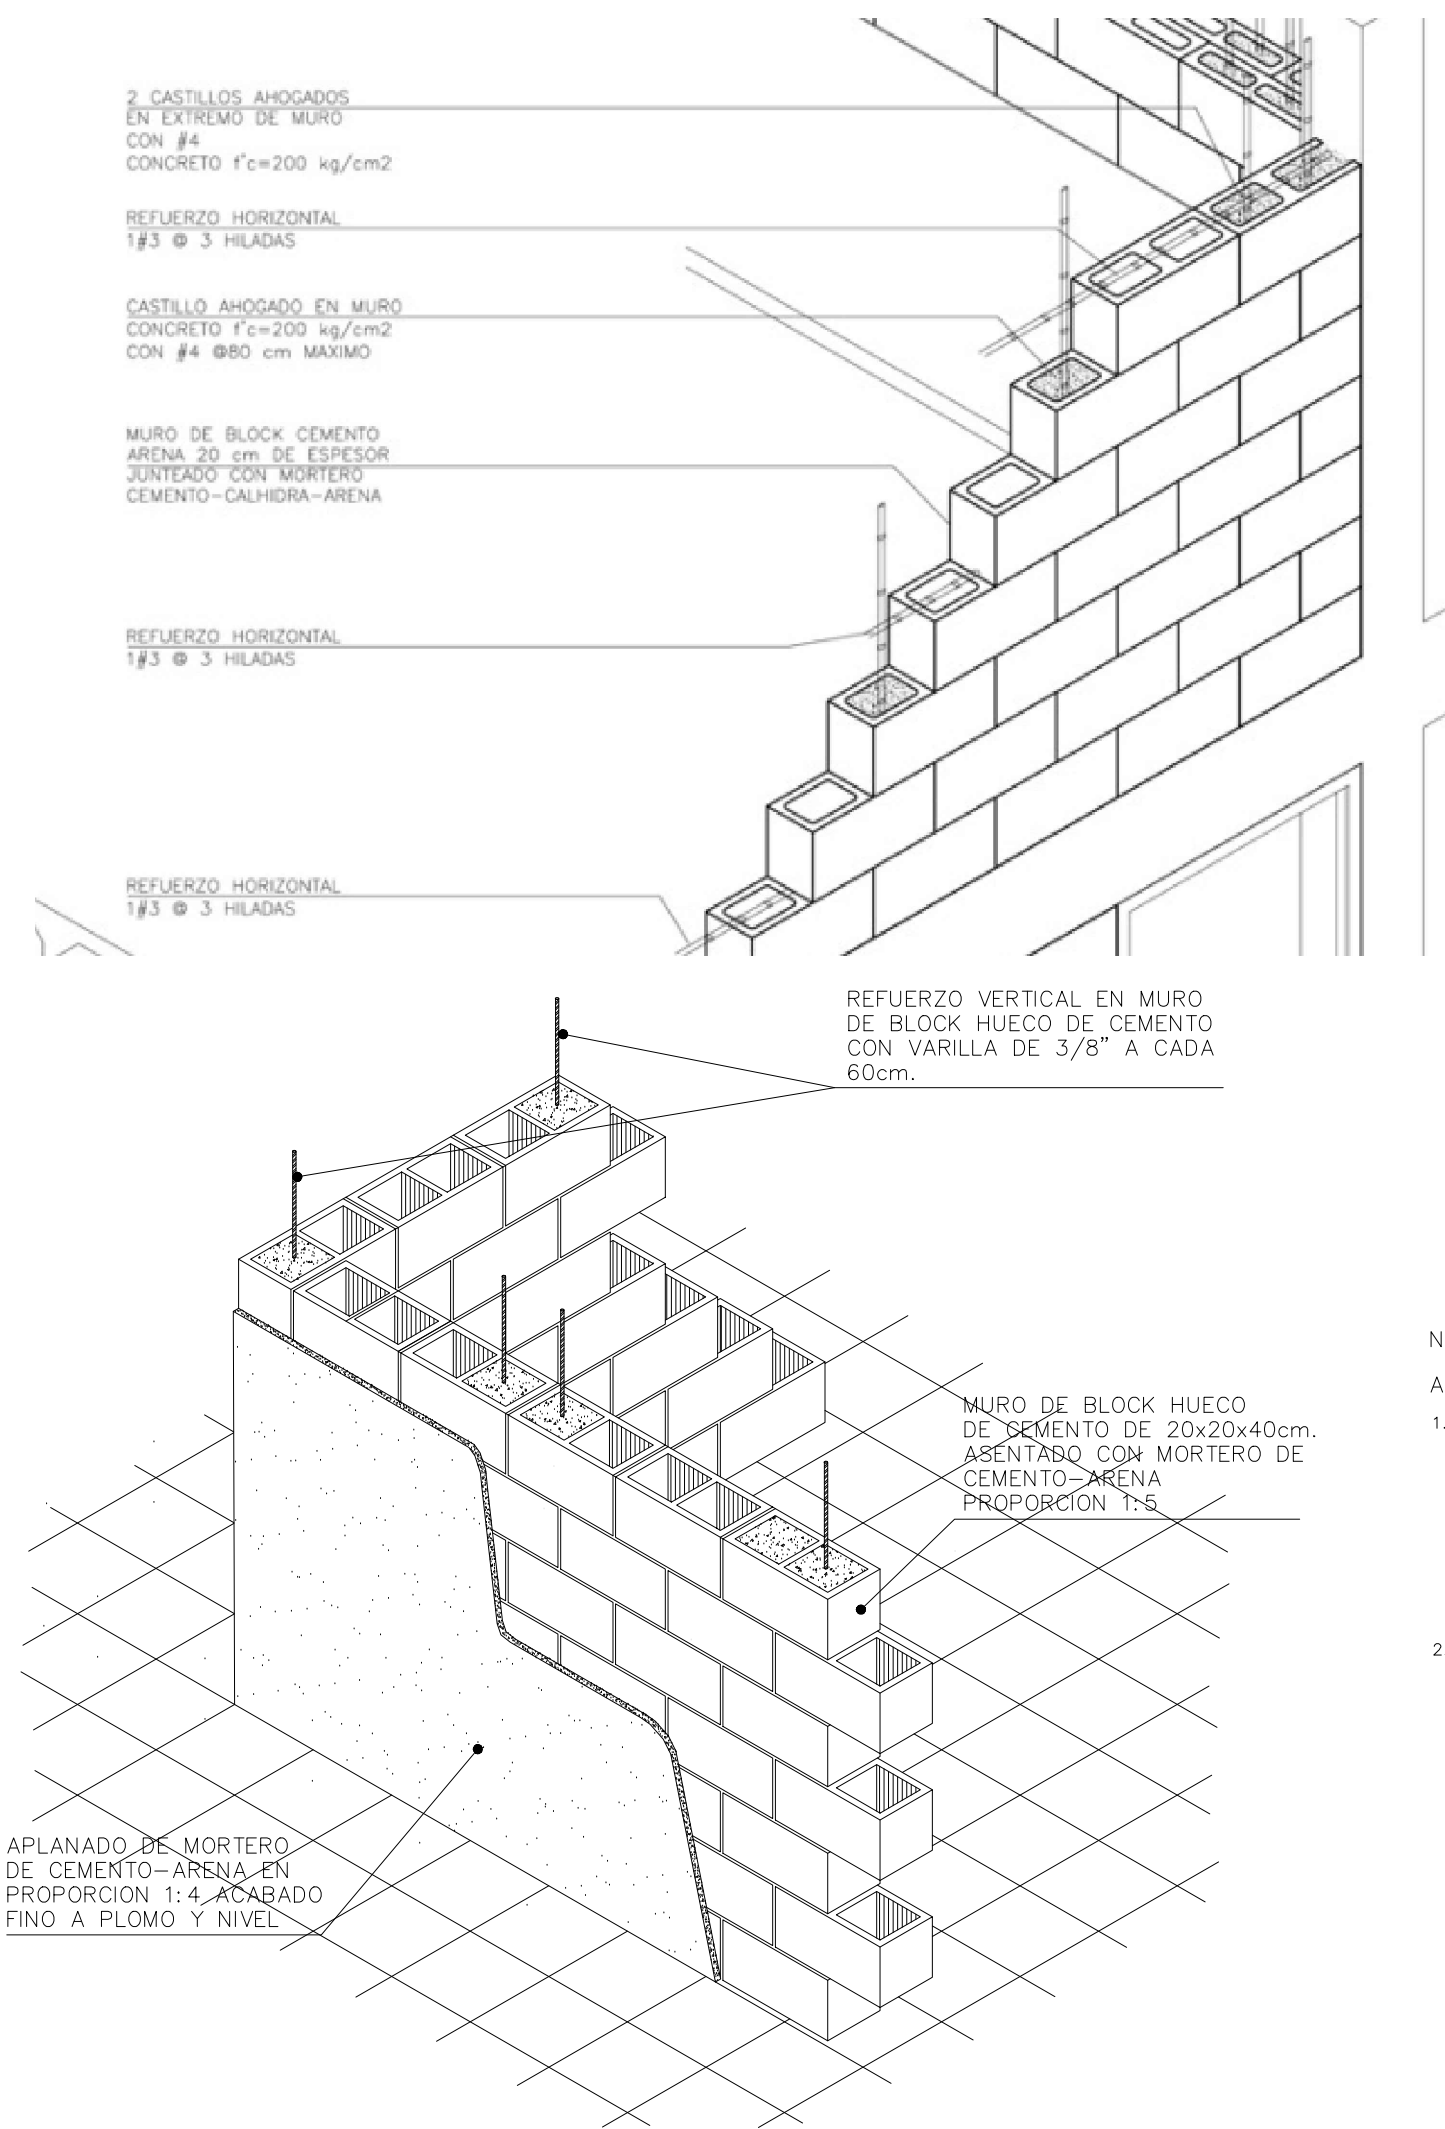 2 CASTILLOS AHOGADOS
EN EXTREMO DE MURO
CON #4
CONCRETO f'c=200 kg/cm2
REFUERZO HORIZONTAL
1#3 @ 3 HILADAS
CASTILLO AHOGADO EN MURO
CONCRETO f'c=200 kg/cm2
CON #4 @80 cm MAXIMO
MURO DE BLOCK CEMENTO
ARENA 20 cm DE ESPESOR
JUNTEADO CON MORTERO
CEMENTO-CALHIDRA-ARENA
REFUERZO HORIZONTAL
1#3 @ 3 HILADAS
REFUERZO HORIZONTAL
1#3 @ 3 HILADAS
REFUERZO VERTICAL EN MURO
DE BLOCK HUECO DE CEMENTO
CON VARILLA DE 3/8" A CADA
60cm.
MURO DE BLOCK HUECO
DE CEMENTO DE 20x20x40cm.
ASENTADO CON MORTERO DE
CEMENTO-ARENA
PROPORCION 1:5
N
A
1.
2
APLANADO DE MORTERO
DE CEMENTO-ARENA EN
PROPORCION 1:4 ACABADO
FINO A PLOMO Y NIVEL